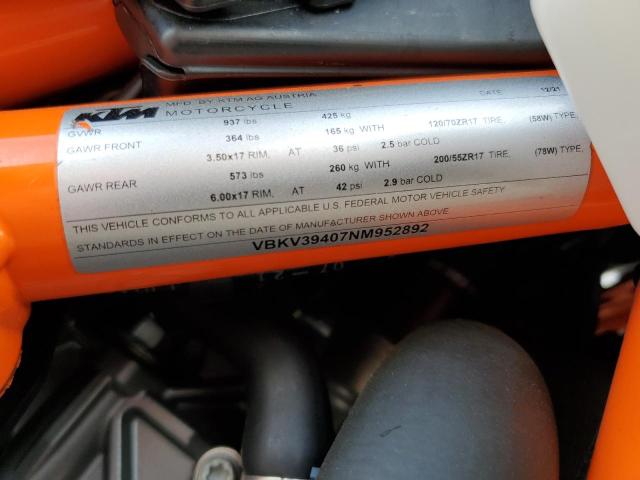 KTM MFD. BY KTM AG AUSTRIA DATE 12/21
MOTORCYCLE
GVWR 937 lbs 425 kg
GAWR FRONT 364 lbs 165 kg WITH 120/70ZR17 TIRE, (58W) TYPE,
3.50x17 RIM, AT 36 psi 2.5 bar COLD
GAWR REAR 573 lbs 260 kg WITH 200/55ZR17 TIRE, (78W) TYPE,
6.00x17 RIM, AT 42 psi 2.9 bar COLD
THIS VEHICLE CONFORMS TO ALL APPLICABLE U.S. FEDERAL MOTOR VEHICLE SAFETY
STANDARDS IN EFFECT ON THE DATE OF MANUFACTURER SHOWN ABOVE
VBKV39407NM952892